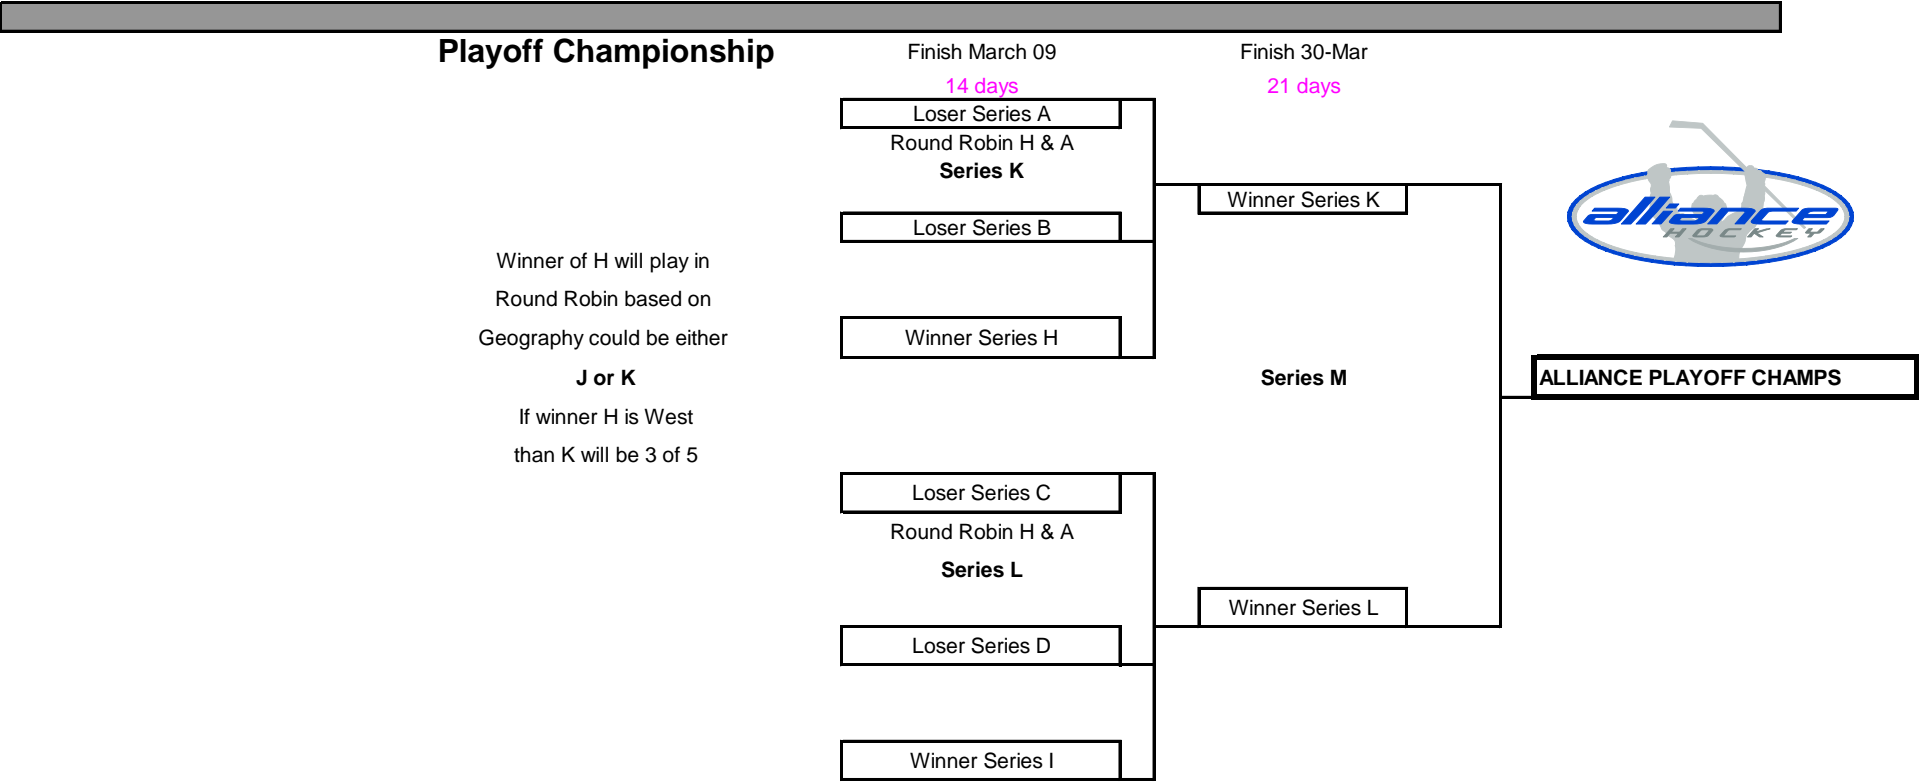 Playoff Championship
Finish March 09
Finish 30-Mar
14 days
21 days
Loser Series A
Round Robin H & A
Series K
Winner Series K
Loser Series B
alliance
HOCKEY
Winner of H will play in
Round Robin based on
Geography could be either
J or K
If winner H is West
than K will be 3 of 5
Winner Series H
Series M
ALLIANCE PLAYOFF CHAMPS
Loser Series C
Round Robin H & A
Series L
Winner Series L
Loser Series D
Winner Series I